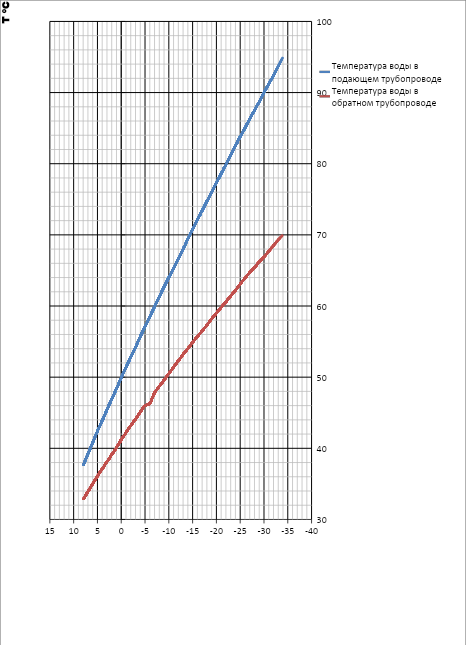 T °C
100
Температура воды в
подающем трубопроводе
90
Температура воды в
обратном трубопроводе
80
70
60
50
40
30
15 10 5 0 -5 -10 -15 -20 -25 -30 -35 -40